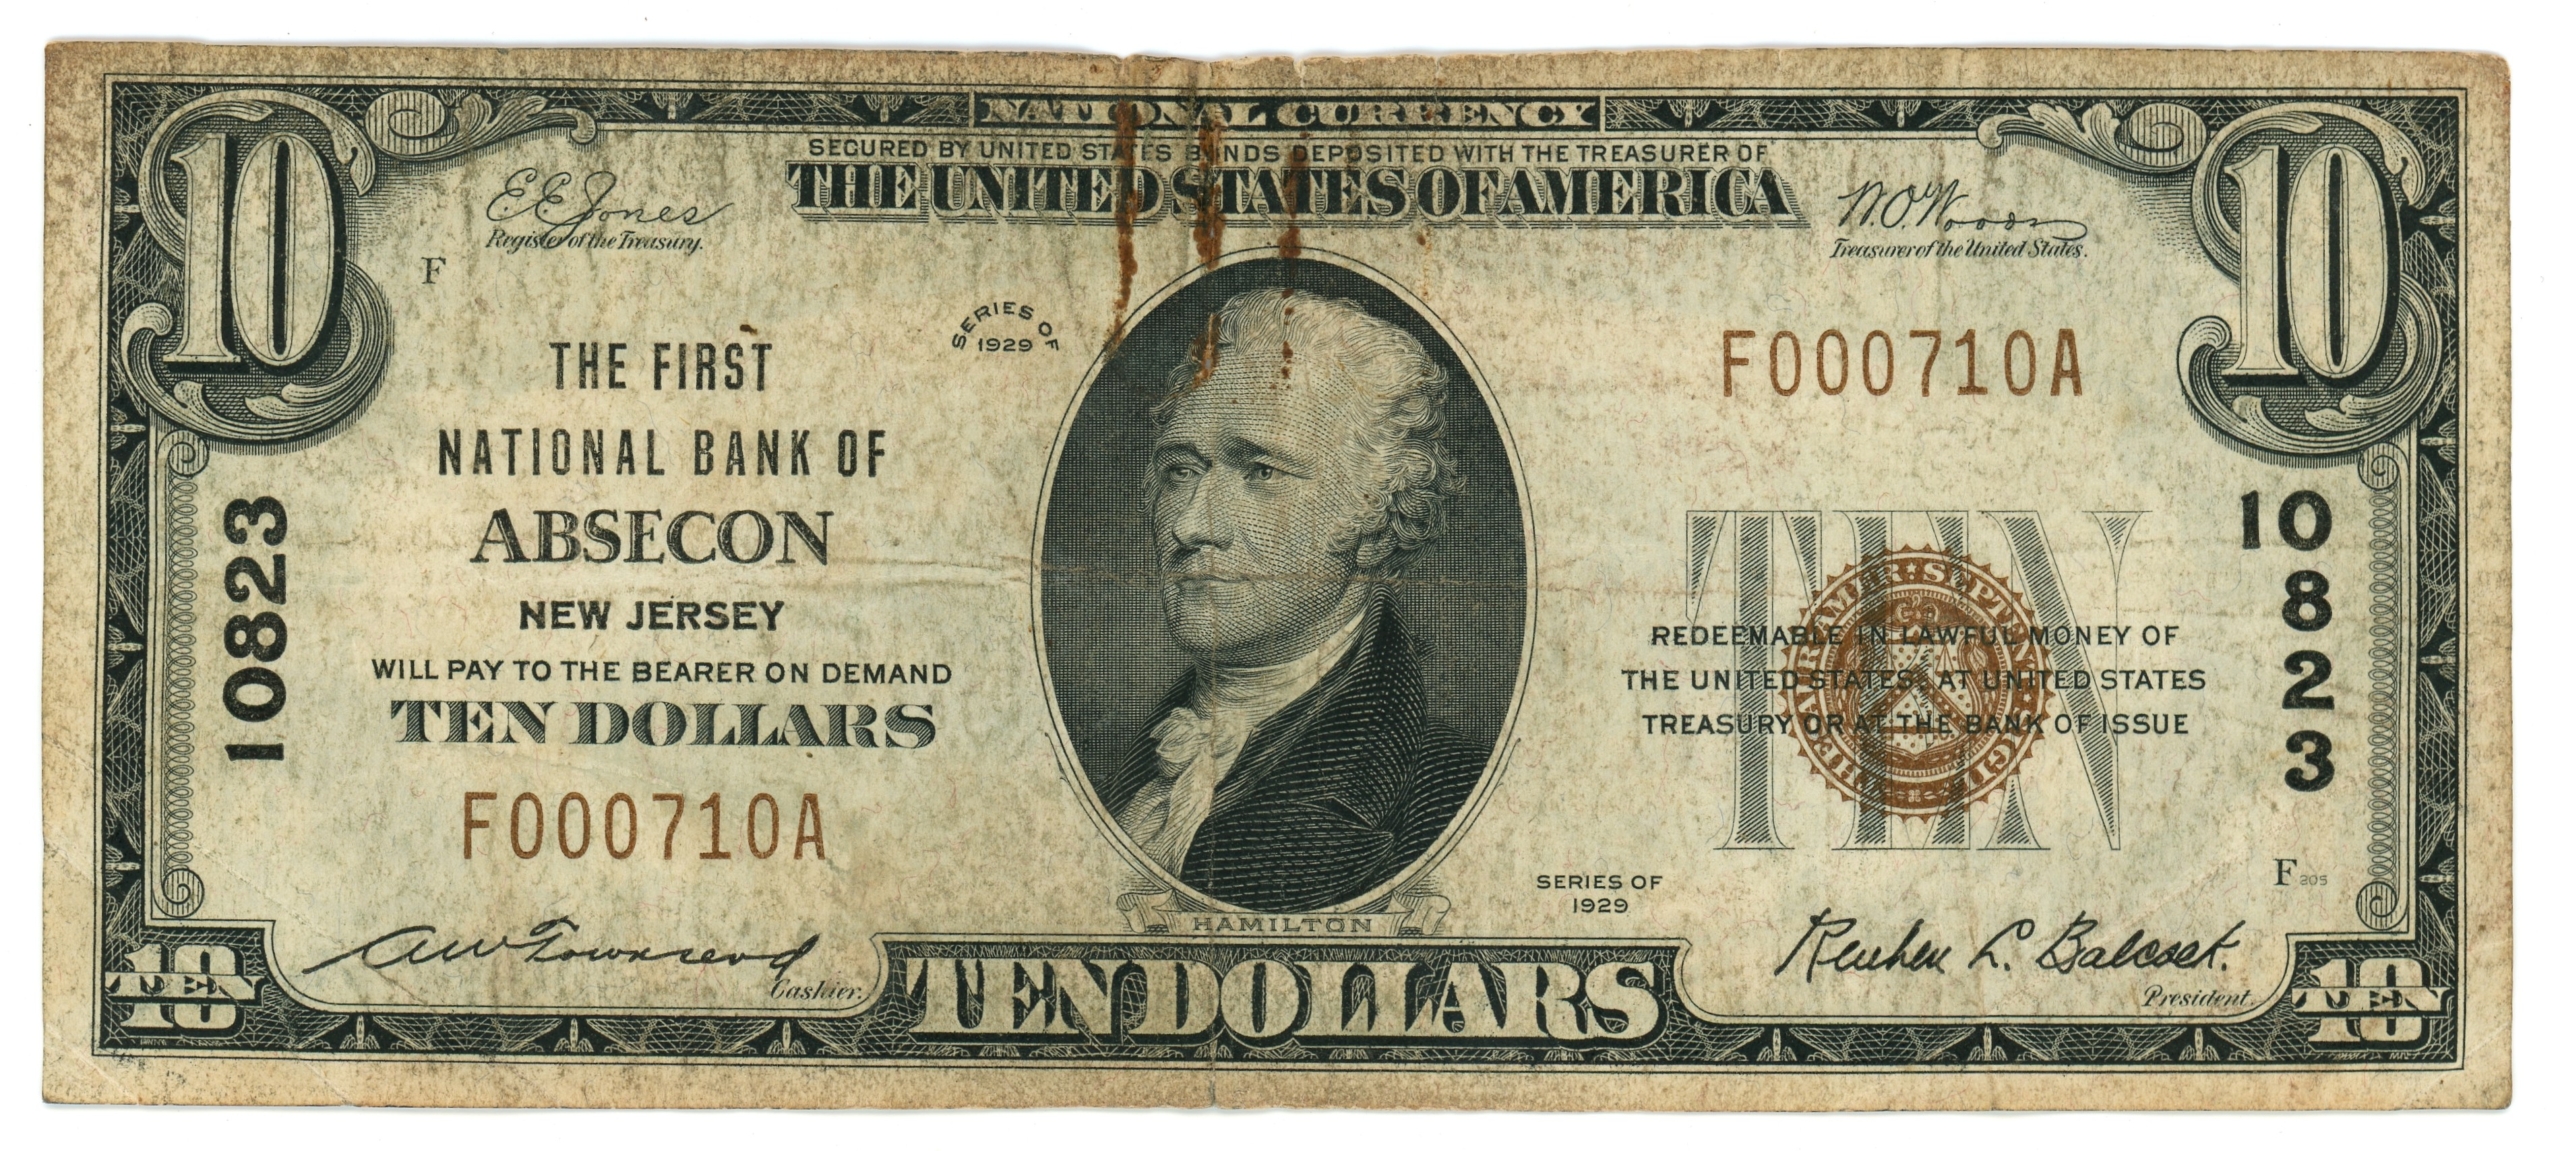 10
NATIONAL CURRENCY
10
SECURED BY UNITED STATES BONDS DEPOSITED WITH THE TREASURER OF
THE UNITED STATES OF AMERICA
E E Jones
Register of the Treasury.
W. O. Woods
Treasurer of the United States.
F
SERIES OF
1929
THE FIRST
NATIONAL BANK OF
ABSECON
NEW JERSEY
WILL PAY TO THE BEARER ON DEMAND
TEN DOLLARS
F000710A
10823
F000710A
TEN
REDEEMABLE IN LAWFUL MONEY OF
THE UNITED STATES AT UNITED STATES
TREASURY OR AT THE BANK OF ISSUE
10823
F 205
SERIES OF
1929
HAMILTON
A W Townsend
Cashier.
Reuben L. Babcock.
President.
10
TEN
TEN DOLLARS
10
TEN